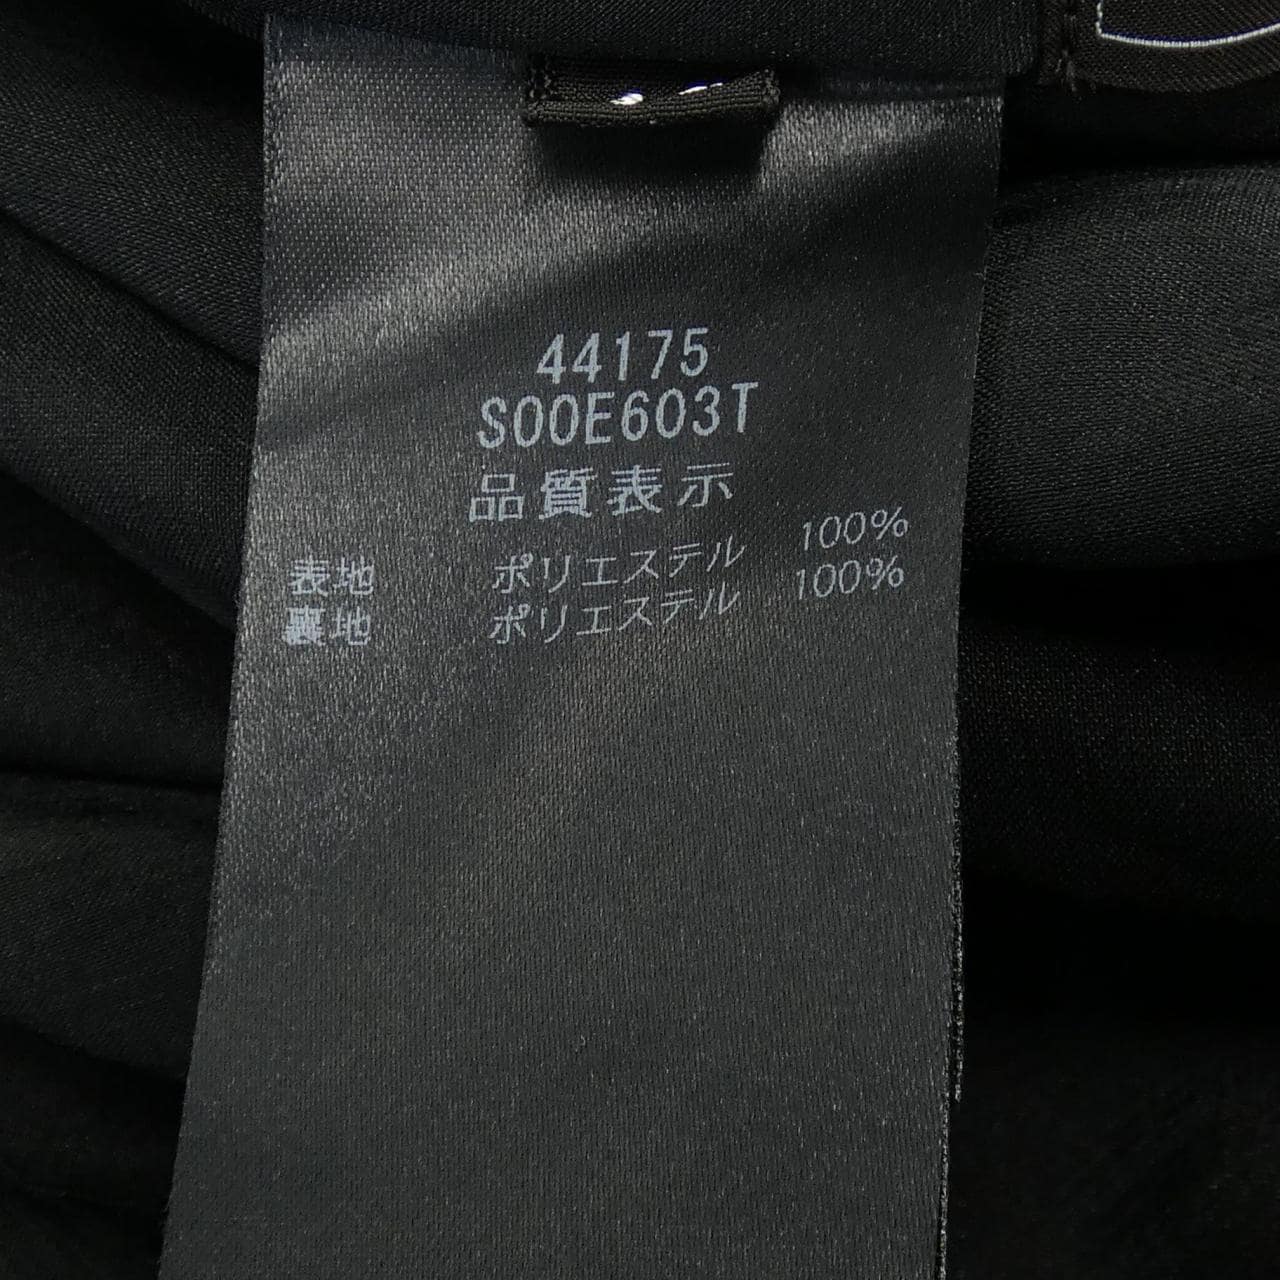 44175
S00E603T
品質表示
表地 ポリエステル 100%
裏地 ポリエステル 100%